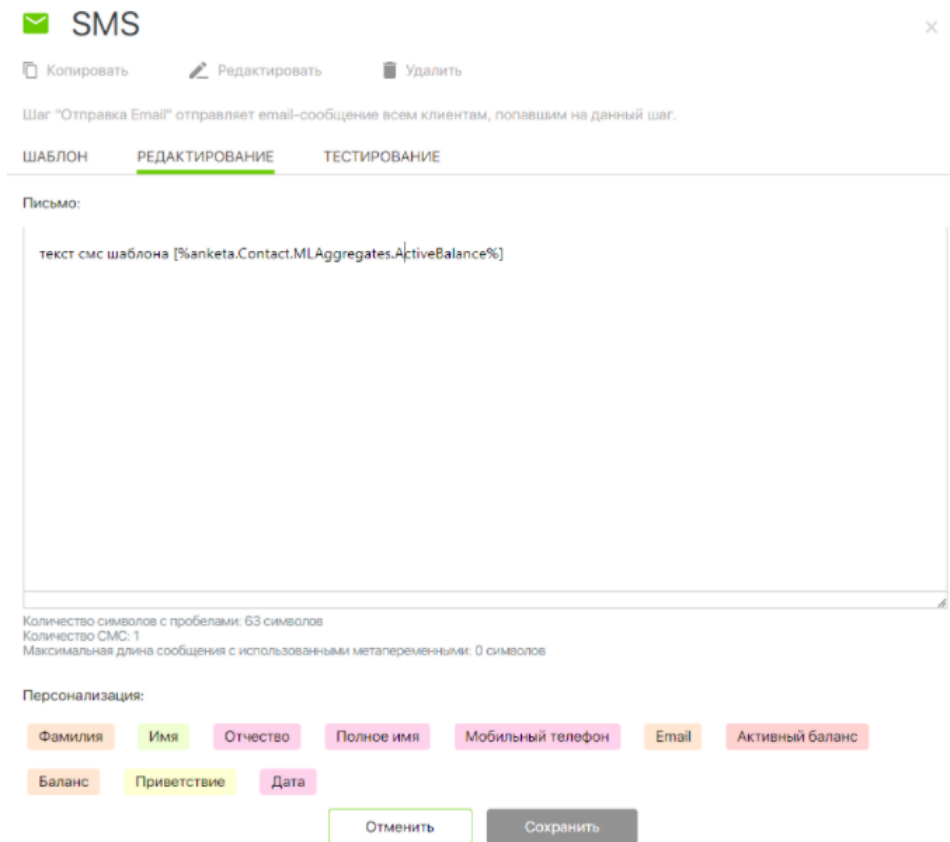 SMS
Копировать Редактировать Удалить
Шаг "Отправка Email" отправляет email-сообщение всем клиентам, попавшим на данный шаг.
ШАБЛОН РЕДАКТИРОВАНИЕ ТЕСТИРОВАНИЕ
Письмо:
текст смс шаблона [%anketa.Contact.MLAggregates.ActiveBalance%]
Количество символов с пробелами: 63 символов
Количество СМС: 1
Максимальная длина сообщения с использованными метапеременными: 0 символов
Персонализация:
Фамилия Имя Отчество Полное имя Мобильный телефон Email Активный баланс
Баланс Приветствие Дата
Отменить Сохранить